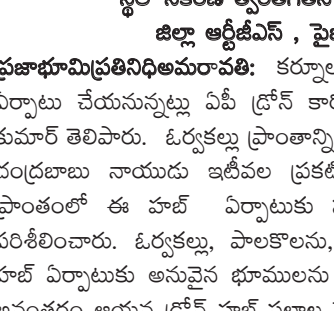 జిల్లా ఆర్టీజీఎస్ , పైల
ప్రజాభూమిప్రతినిధిఅమరావతి: కర్నూల
ఏర్పాటు చేయనున్నట్లు ఏపీ డ్రోన్ కార్
కుమార్ తెలిపారు. ఓర్వకల్లు ప్రాంతాన్ని
చంద్రబాబు నాయుడు ఇటీవల ప్రకటి
ప్రాంతంలో ఈ హబ్ ఏర్పాటుకు
పరిశీలించారు. ఓర్వకల్లు, పాలకొలను,
హబ్ ఏర్పాటుకు అనువైన భూములను